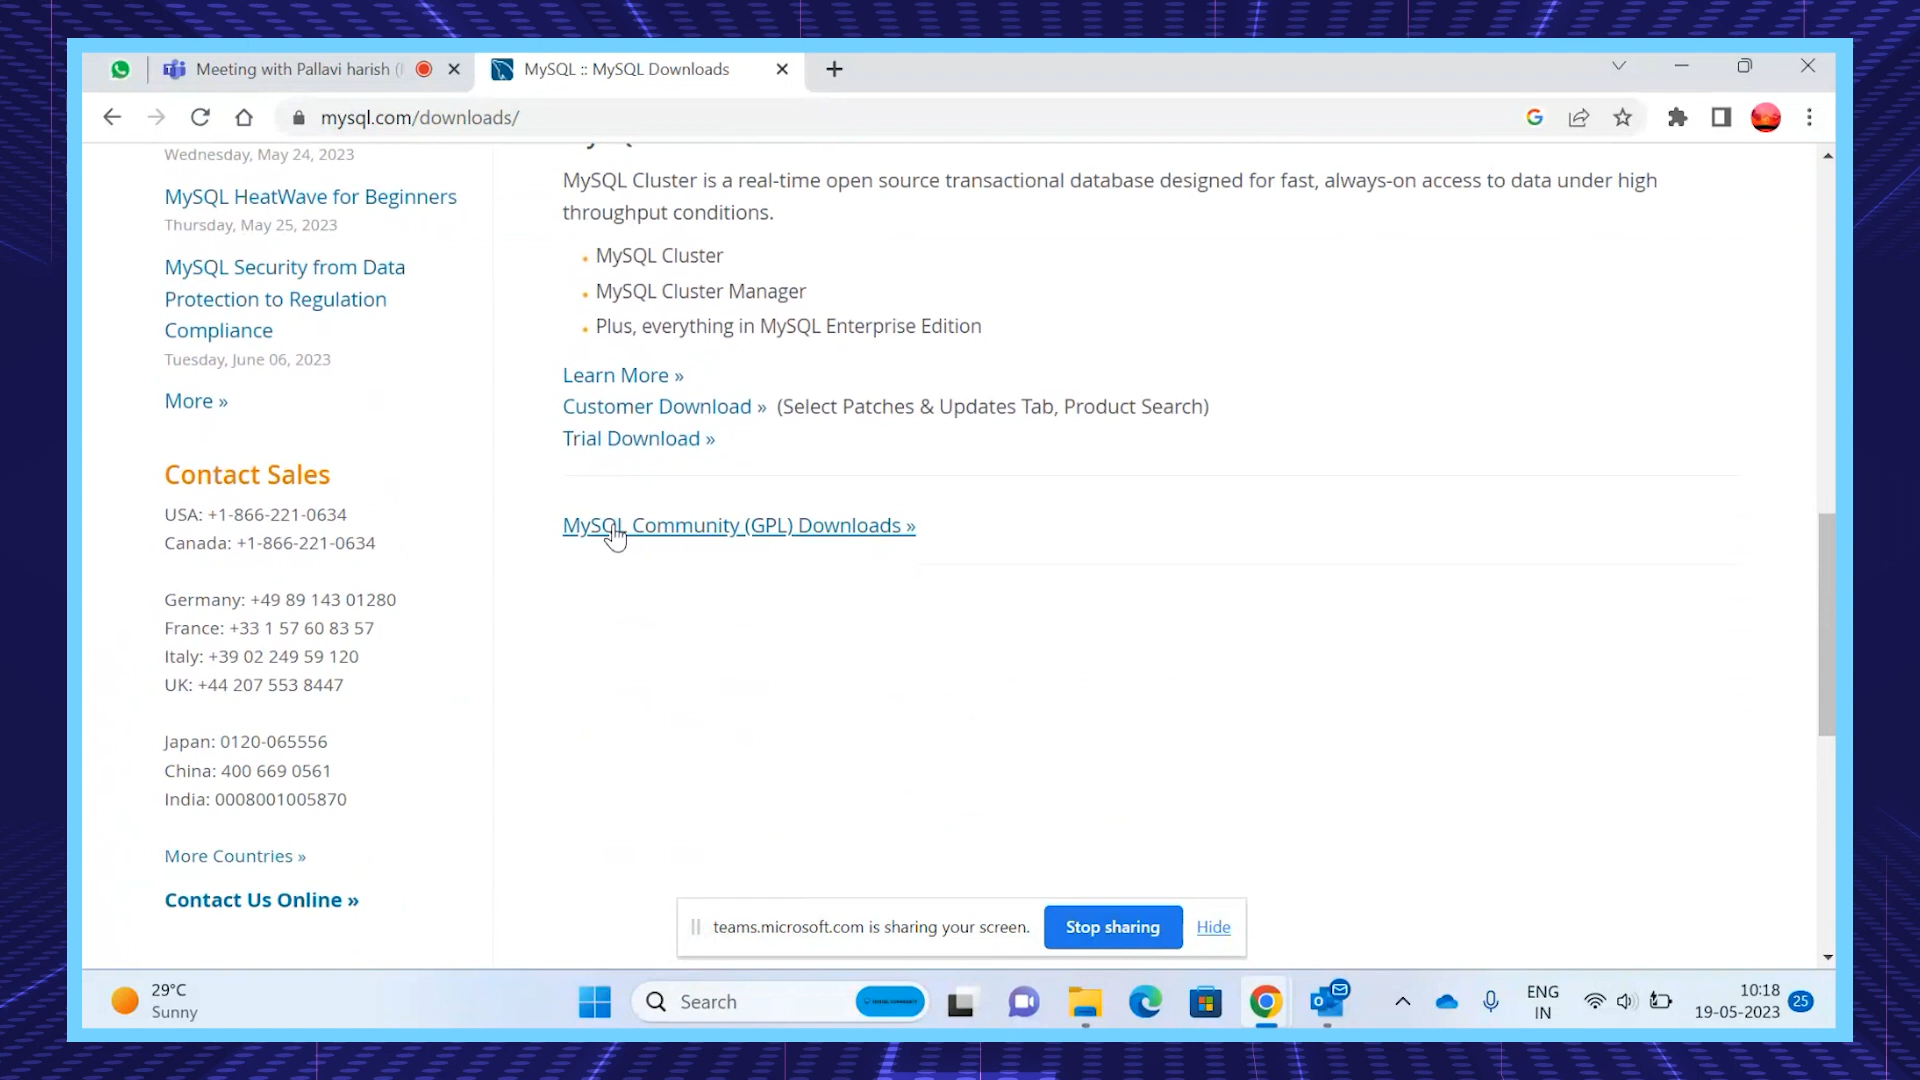 Meeting with Pallavi harish (
MySQL :: MySQL Downloads
mysql.com/downloads/
Wednesday, May 24, 2023
MySQL HeatWave for Beginners
Thursday, May 25, 2023
MySQL Security from Data
Protection to Regulation
Compliance
Tuesday, June 06, 2023
More »
Contact Sales
USA: +1-866-221-0634
Canada: +1-866-221-0634
Germany: +49 89 143 01280
France: +33 1 57 60 83 57
Italy: +39 02 249 59 120
UK: +44 207 553 8447
Japan: 0120-065556
China: 400 669 0561
India: 0008001005870
More Countries »
Contact Us Online »
MySQL Cluster is a real-time open source transactional database designed for fast, always-on access to data under high
throughput conditions.
• MySQL Cluster
• MySQL Cluster Manager
• Plus, everything in MySQL Enterprise Edition
Learn More »
Customer Download » (Select Patches & Updates Tab, Product Search)
Trial Download »
MySQL Community (GPL) Downloads »
teams.microsoft.com is sharing your screen.
Stop sharing
Hide
29°C
Sunny
Search
ENG
IN
10:18
19-05-2023
25